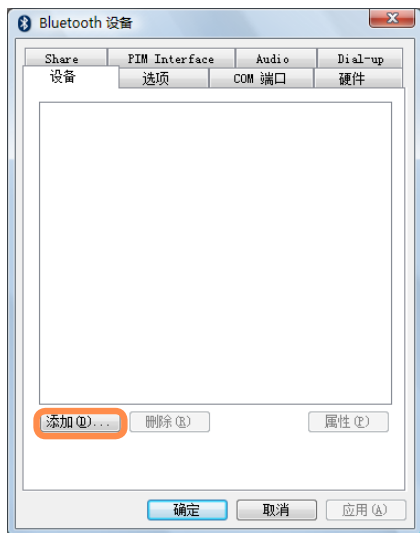 Bluetooth 设备
Share PIM Interface Audio Dial-up
设备 选项 COM 端口 硬件
添加(D)... 删除(R) 属性(P)
确定 取消 应用(A)